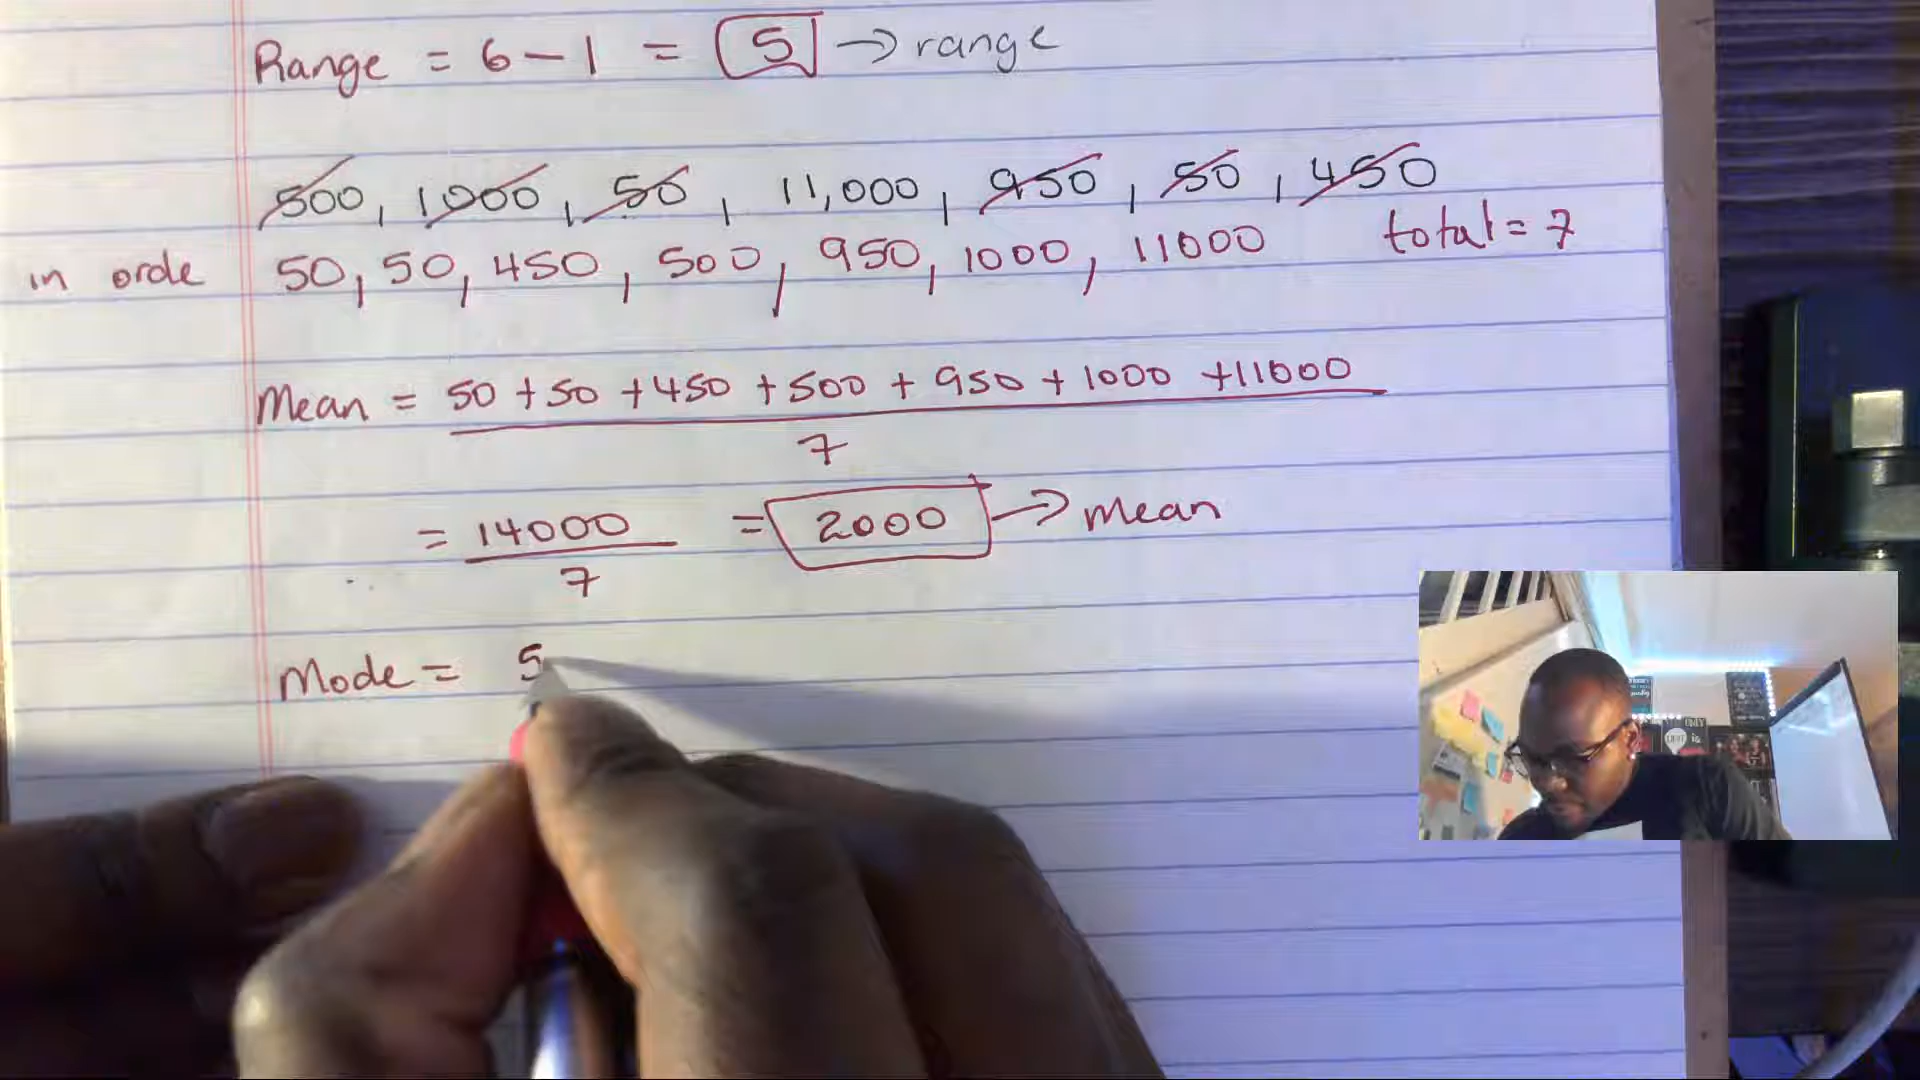 Range = 6 - 1 = 5 → range
500, 1000, 50, 11,000, 950, 50, 450
in orde 50, 50, 450, 500, 950, 1000, 11000 total = 7
Mean = 50 + 50 + 450 + 500 + 950 + 1000 + 11000
7
= 14000 = 2000 → mean
7
Mode = 5